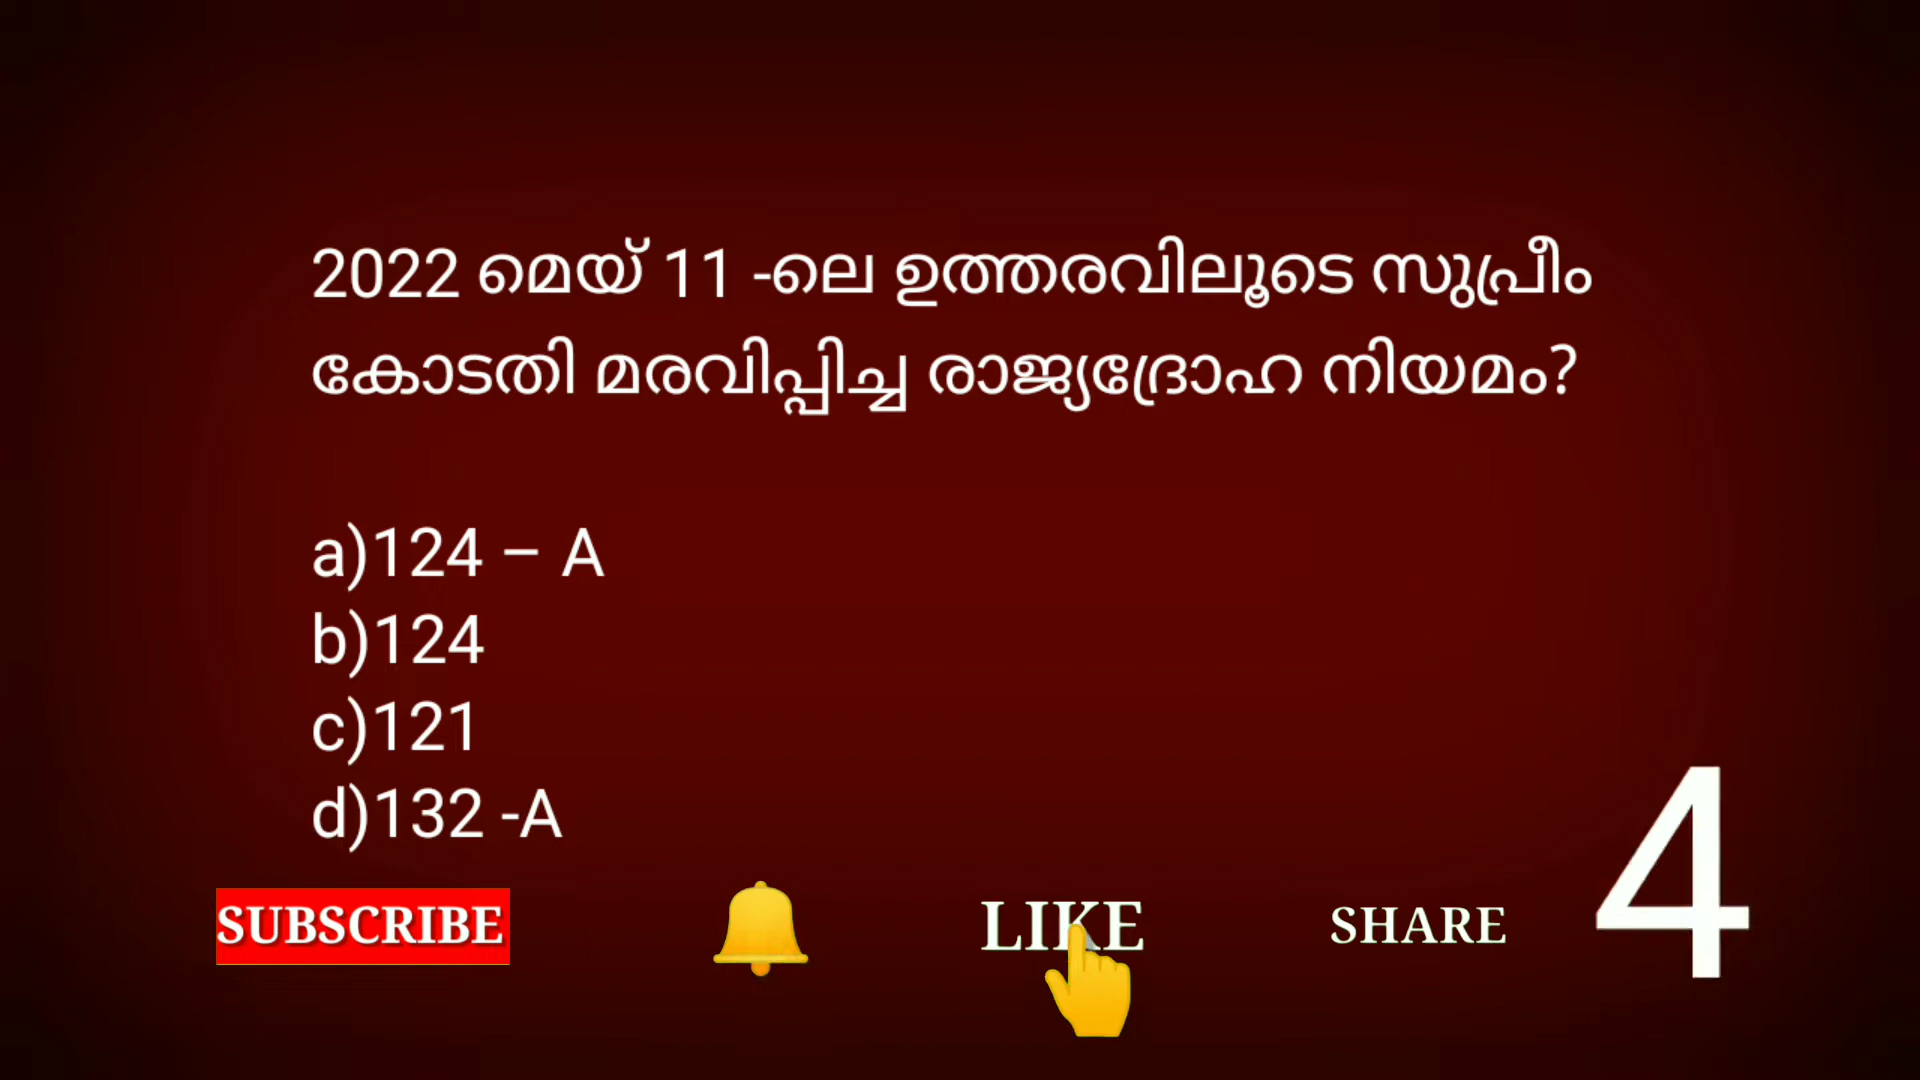 2022 മെയ് 11 -ലെ ഉത്തരവിലൂടെ സുപ്രീം
കോടതി മരവിപ്പിച്ച രാജ്യദ്രോഹ നിയമം?
a)124 – A
b)124
c)121
d)132 -A
SUBSCRIBE
LIKE
SHARE
4